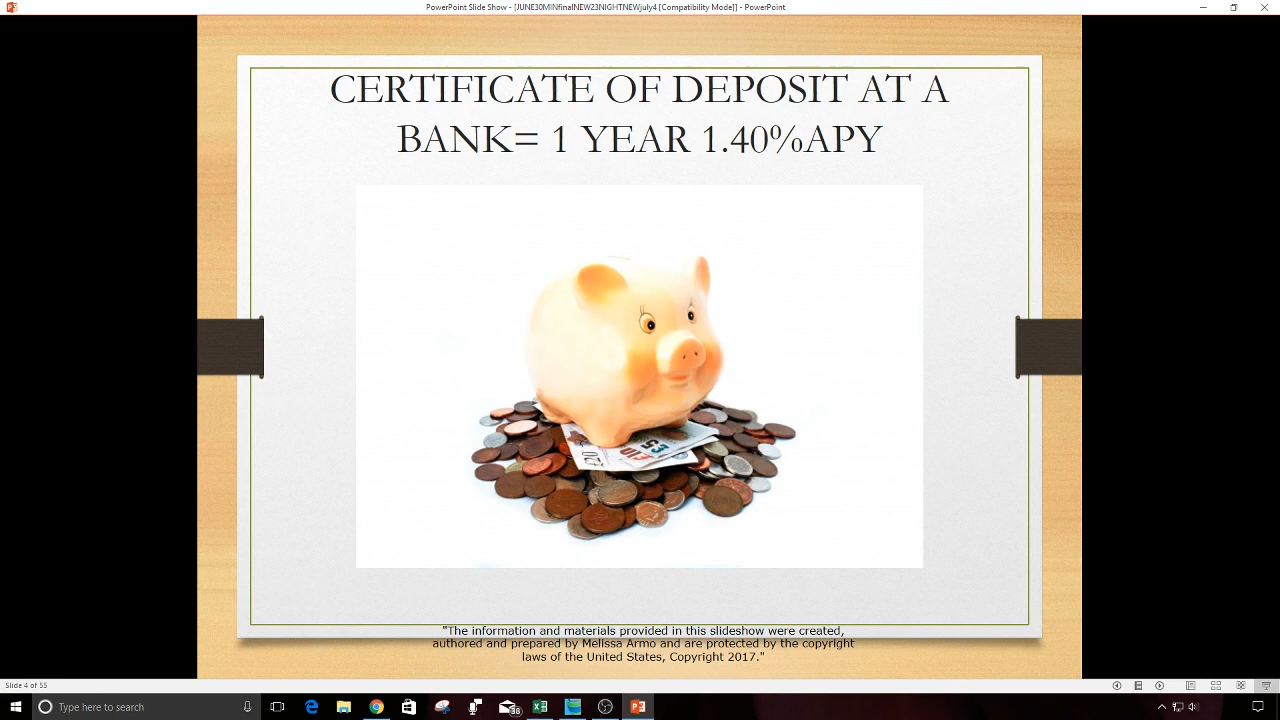 PowerPoint Slide Show - [JUNE30MINfinalNEW23NIGHTNEWjuly4 [Compatibility Mode]] - PowerPoint
CERTIFICATE OF DEPOSIT AT A
BANK= 1 YEAR 1.40%APY
"The information and materials provided in this slideshow were created,
authored and prepared by Melissa Armo and are protected by the copyright
laws of the United States, Copyright 2017."
Slide 4 of 55
Type here to search